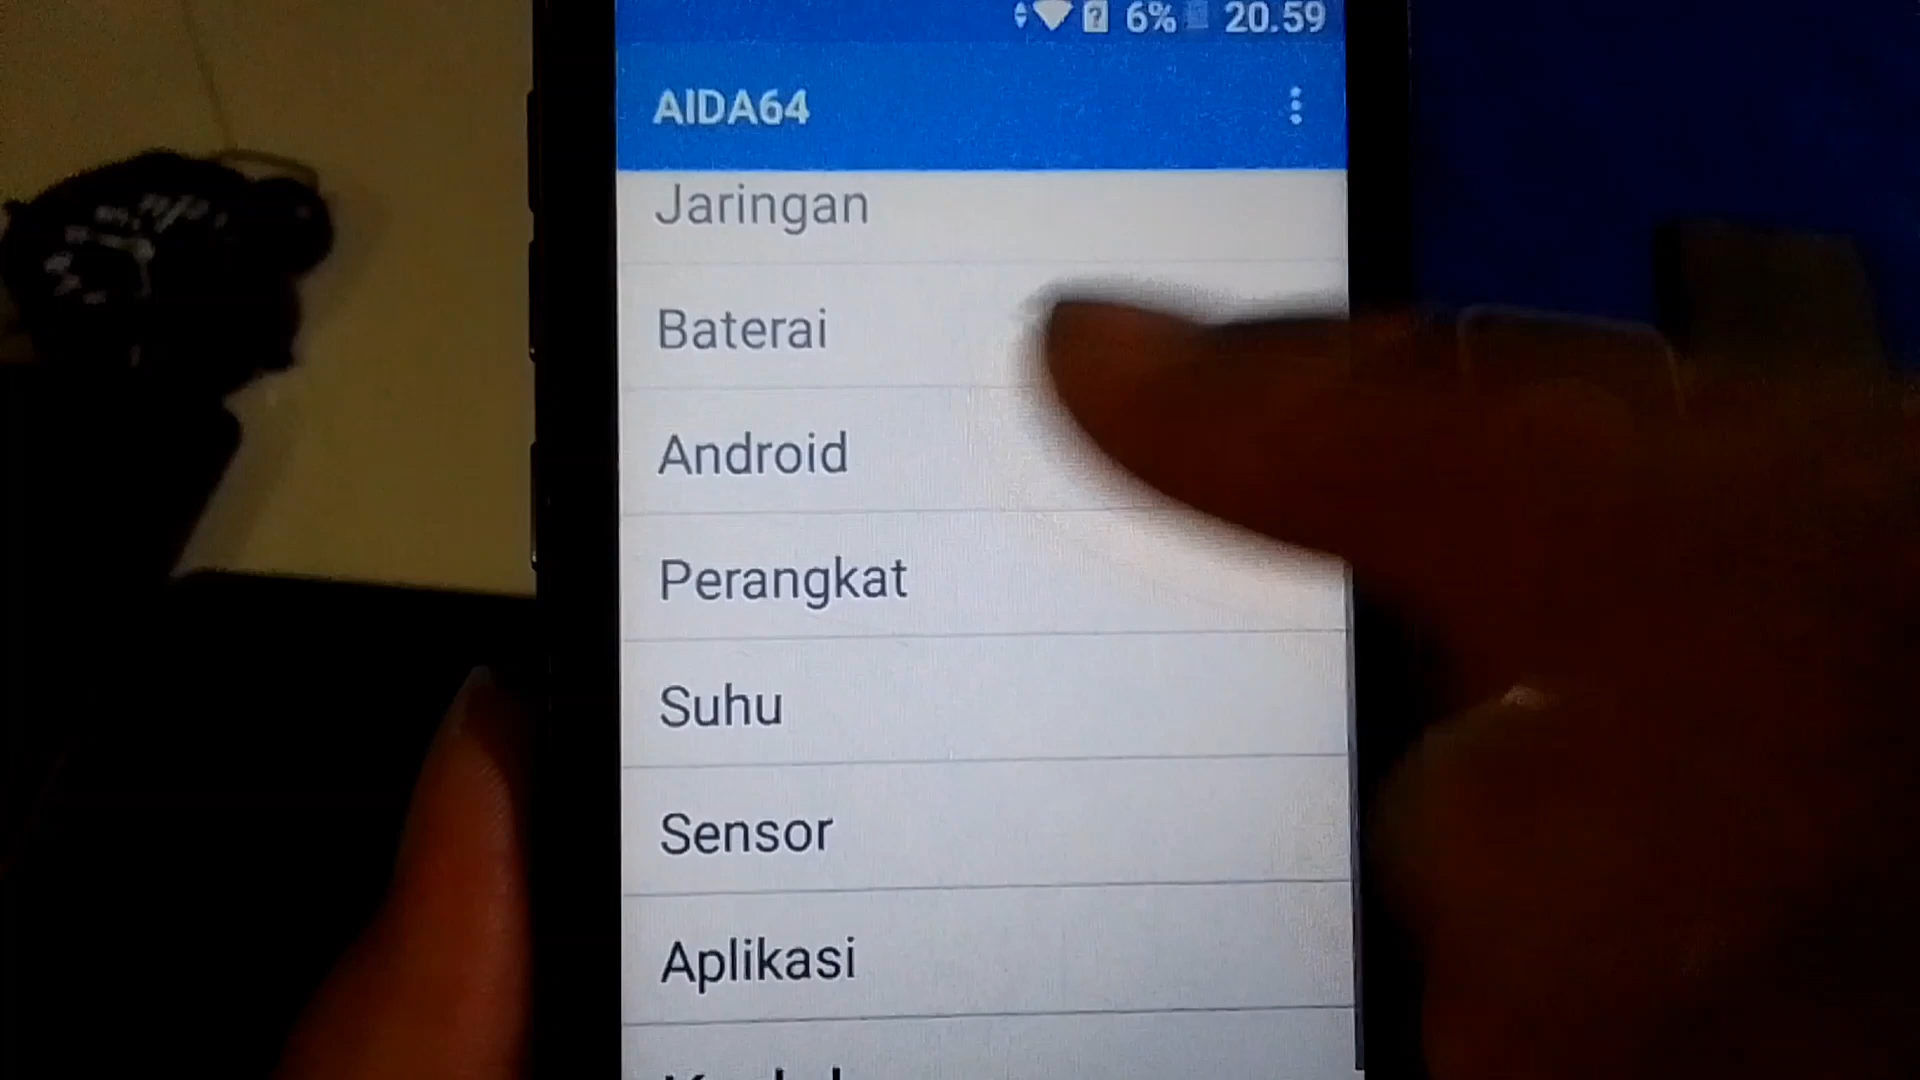 6% 20.59
AIDA64
Jaringan
Baterai
Android
Perangkat
Suhu
Sensor
Aplikasi